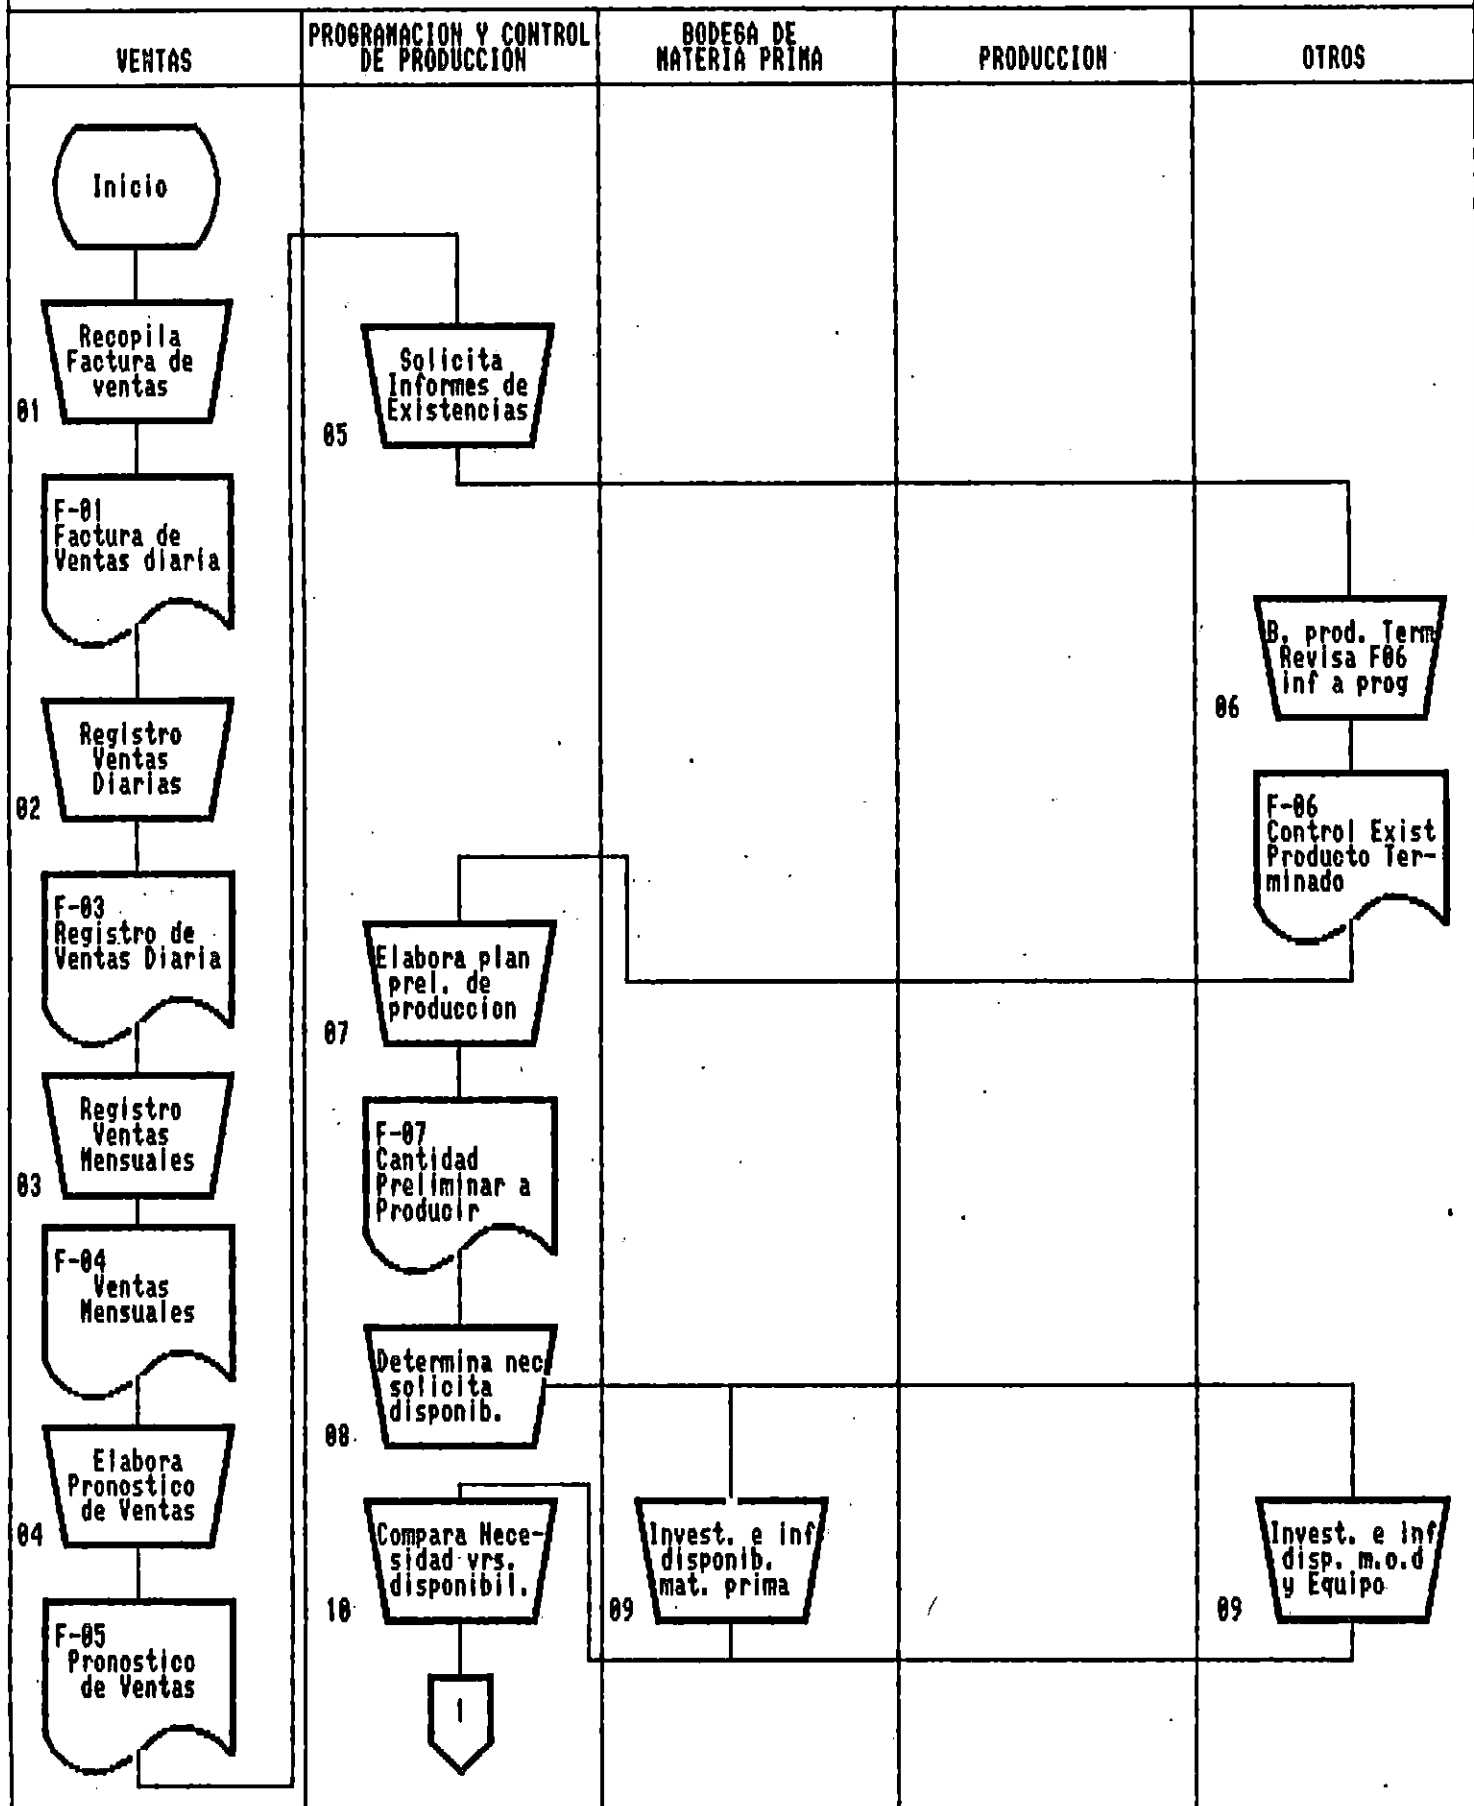 VENTAS
PROGRAMACION Y CONTROL
DE PRODUCCION
BODEGA DE
MATERIA PRIMA
PRODUCCION
OTROS
Inicio
Recopila
Factura de
ventas
01
F-01
Factura de
Ventas diaria
Registro
Ventas
Diarias
02
F-03
Registro de
Ventas Diaria
Registro
Ventas
Mensuales
03
F-04
Ventas
Mensuales
Elabora
Pronostico
de Ventas
04
F-05
Pronostico
de Ventas
Solicita
Informes de
Existencias
05
B. prod. Term
Revisa F06
inf a prog
06
F-06
Control Exist
Producto Ter-
minado
Elabora plan
prel. de
produccion
07
F-07
Cantidad
Preliminar a
Producir
Determina nec
solicita
disponib.
08
Invest. e inf
disponib.
mat. prima
09
Invest. e inf
disp. m.o.d
y Equipo
09
Compara Nece-
sidad vrs.
disponibil.
10
1